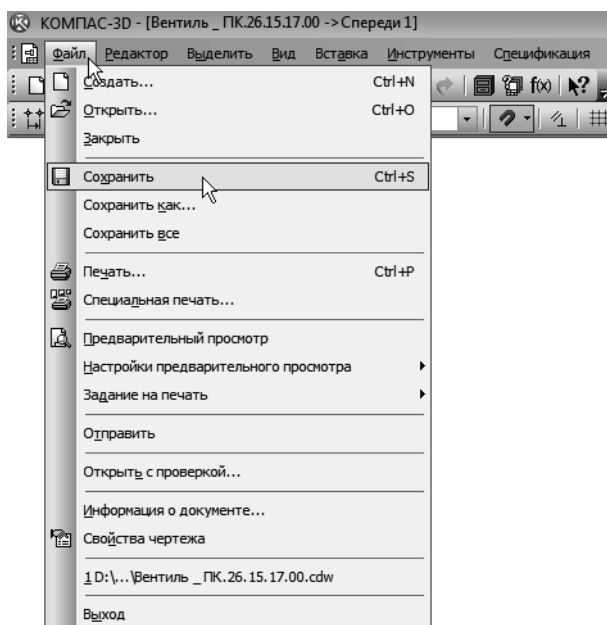 КОМПАС-3D - [Вентиль _ ПК.26.15.17.00 ->Спереди 1]
Файл Редактор Выделить Вид Вставка Инструменты Спецификация
Создать... Ctrl+N
f(x)
Открыть... Ctrl+O
Закрыть
Сохранить Ctrl+S
Сохранить как...
Сохранить все
Печать... Ctrl+P
Специальная печать...
Предварительный просмотр
Настройки предварительного просмотра
Задание на печать
Отправить
Открыть с проверкой...
Информация о документе...
Свойства чертежа
1 D:\...\Вентиль _ ПК.26.15.17.00.cdw
Выход